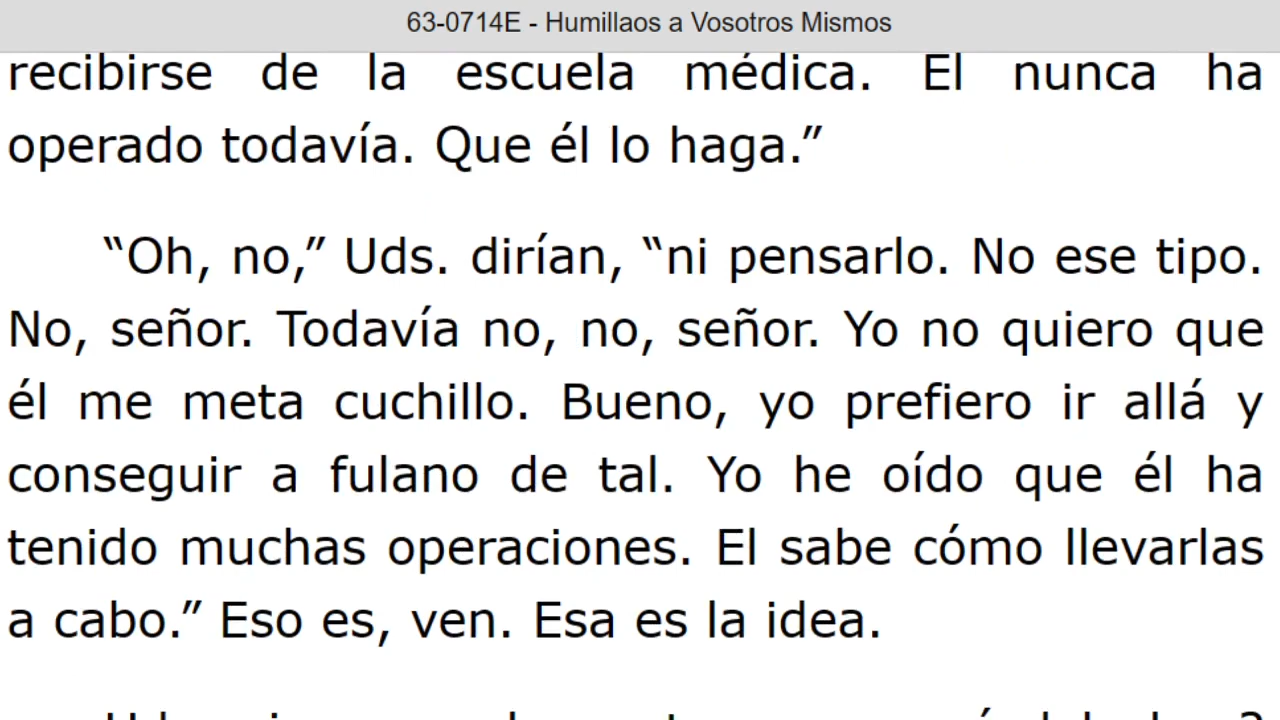 63-0714E - Humillaos a Vosotros Mismos
recibirse de la escuela médica. El nunca ha
operado todavía. Que él lo haga.”
“Oh, no,” Uds. dirían, “ni pensarlo. No ese tipo.
No, señor. Todavía no, no, señor. Yo no quiero que
él me meta cuchillo. Bueno, yo prefiero ir allá y
conseguir a fulano de tal. Yo he oído que él ha
tenido muchas operaciones. El sabe cómo llevarlas
a cabo.” Eso es, ven. Esa es la idea.